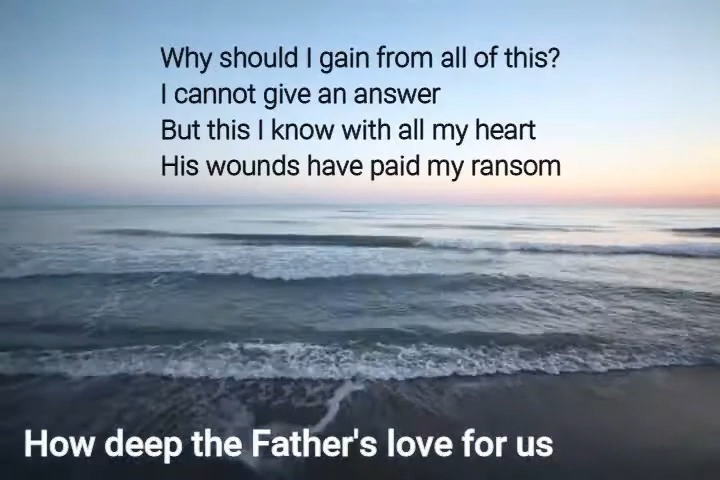 Why should I gain from all of this?
I cannot give an answer
But this I know with all my heart
His wounds have paid my ransom
How deep the Father's love for us